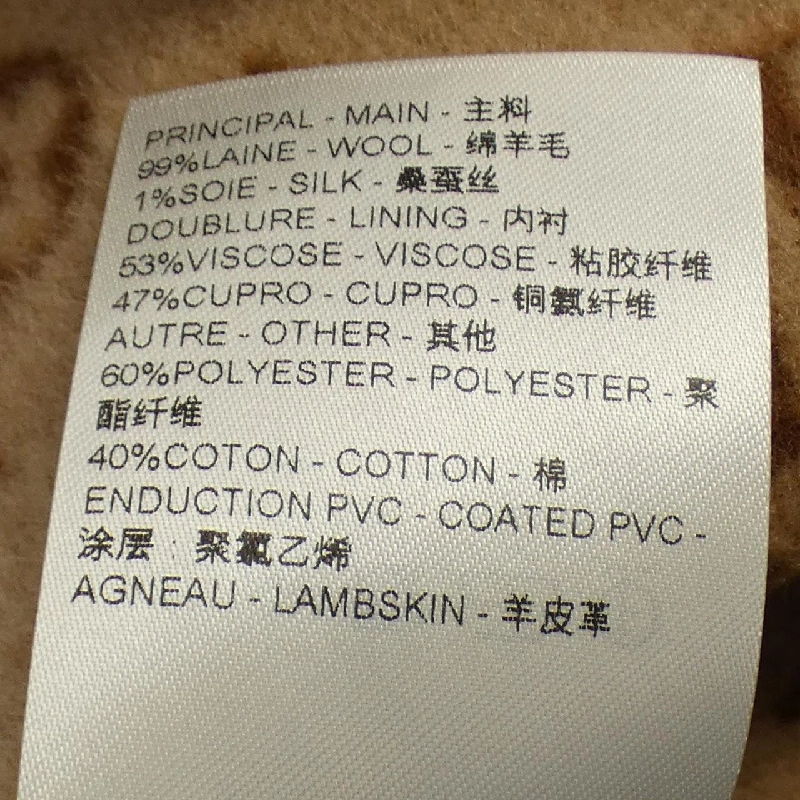 PRINCIPAL - MAIN - 主料
99%LAINE - WOOL - 绵羊毛
1%SOIE - SILK - 桑蚕丝
DOUBLURE - LINING - 内衬
53%VISCOSE - VISCOSE - 粘胶纤维
47%CUPRO - CUPRO - 铜氨纤维
AUTRE - OTHER - 其他
60%POLYESTER - POLYESTER - 聚
酯纤维
40%COTON - COTTON - 棉
ENDUCTION PVC - COATED PVC -
涂层：聚氯乙烯
AGNEAU - LAMBSKIN - 羊皮革